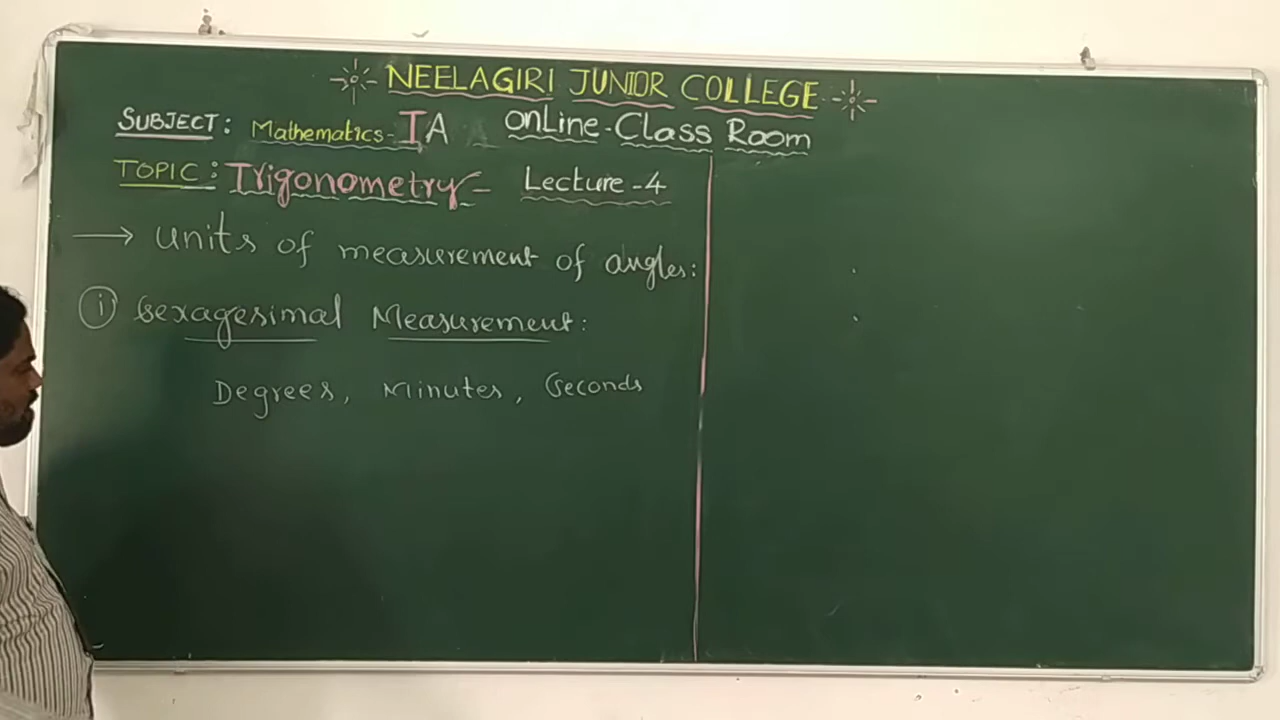 NEELAGIRI JUNIOR COLLEGE
SUBJECT: Mathematics-IA onLine-Class Room
TOPIC: Trigonometry- Lecture-4
→ units of measurement of angles:
(i) Sexagesimal Measurement:
Degrees, Minutes, Seconds